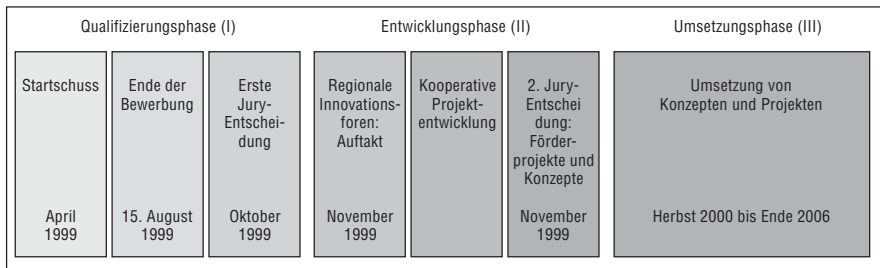 Qualifizierungsphase (I)
Entwicklungsphase (II)
Umsetzungsphase (III)
Startschuss
April
1999
Ende der
Bewerbung
15. August
1999
Erste
Jury-
Entschei-
dung
Oktober
1999
Regionale
Innovations-
foren:
Auftakt
November
1999
Kooperative
Projekt-
entwicklung
2. Jury-
Entschei
dung:
Förder-
projekte und
Konzepte
November
1999
Umsetzung von
Konzepten und Projekten
Herbst 2000 bis Ende 2006